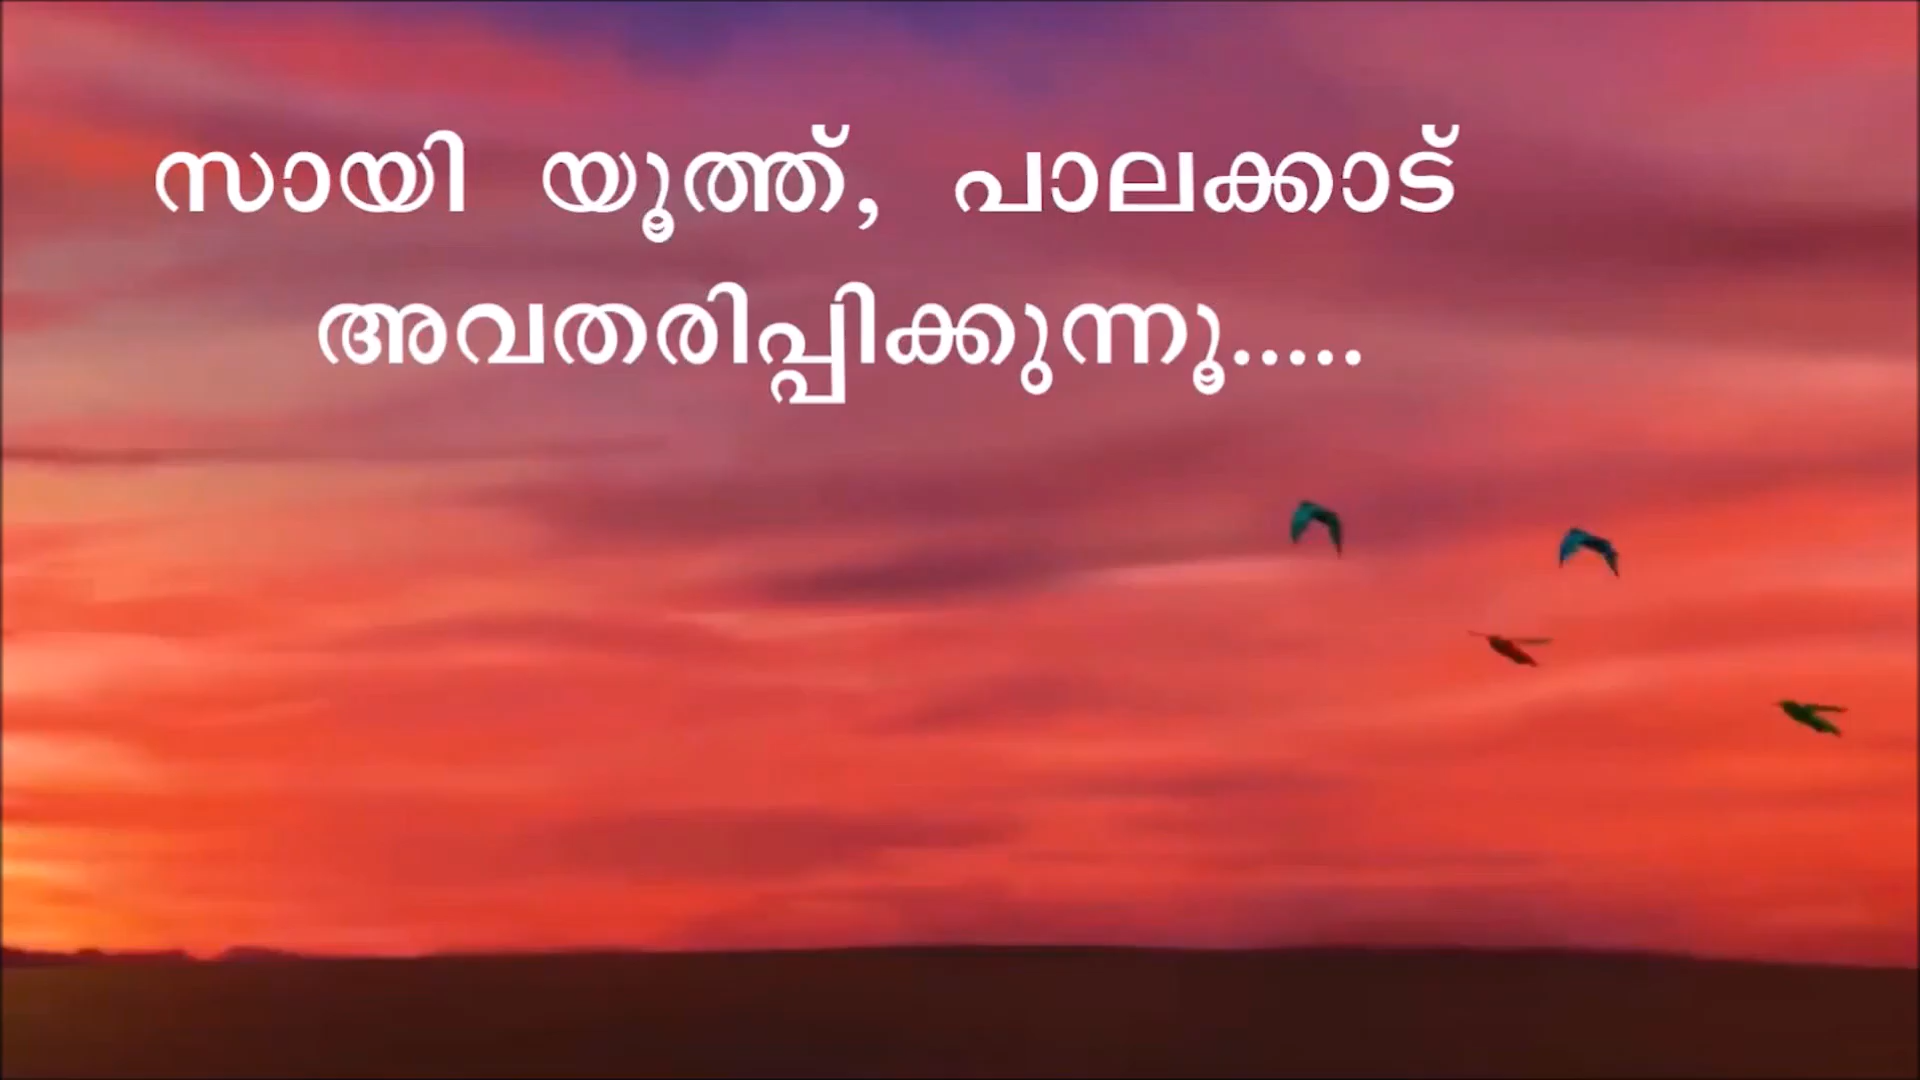 സായി യൂത്ത്, പാലക്കാട്
അവതരിപ്പിക്കുന്നൂ.....